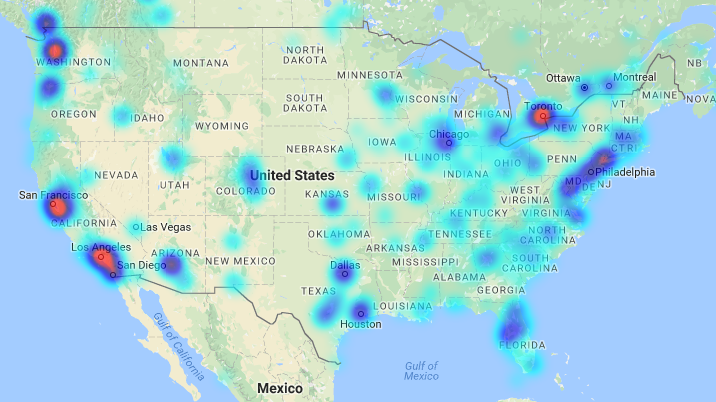 NORTH
DAKOTA
MONTANA
WASHINGTON
MINNESOTA
Ottawa
Montreal
NB
MAINE
NOVA
OREGON
IDAHO
SOUTH
DAKOTA
WISCONSIN
MICHIGAN
Toronto
VT
NH
WYOMING
NEW YORK
MA
CT
RI
IOWA
Chicago
NEBRASKA
ILLINOIS
OHIO
PENN
NEVADA
UTAH
United States
INDIANA
Philadelphia
MD
DE
NJ
COLORADO
KANSAS
MISSOURI
WEST
VIRGINIA
San Francisco
CALIFORNIA
Las Vegas
KENTUCKY
VIRGINIA
OKLAHOMA
TENNESSEE
NORTH
CAROLINA
Los Angeles
ARIZONA
San Diego
NEW MEXICO
ARKANSAS
MISSISSIPPI
SOUTH
CAROLINA
Dallas
ALABAMA
TEXAS
LOUISIANA
GEORGIA
Houston
Gulf of California
FLORIDA
Gulf of
Mexico
Mexico